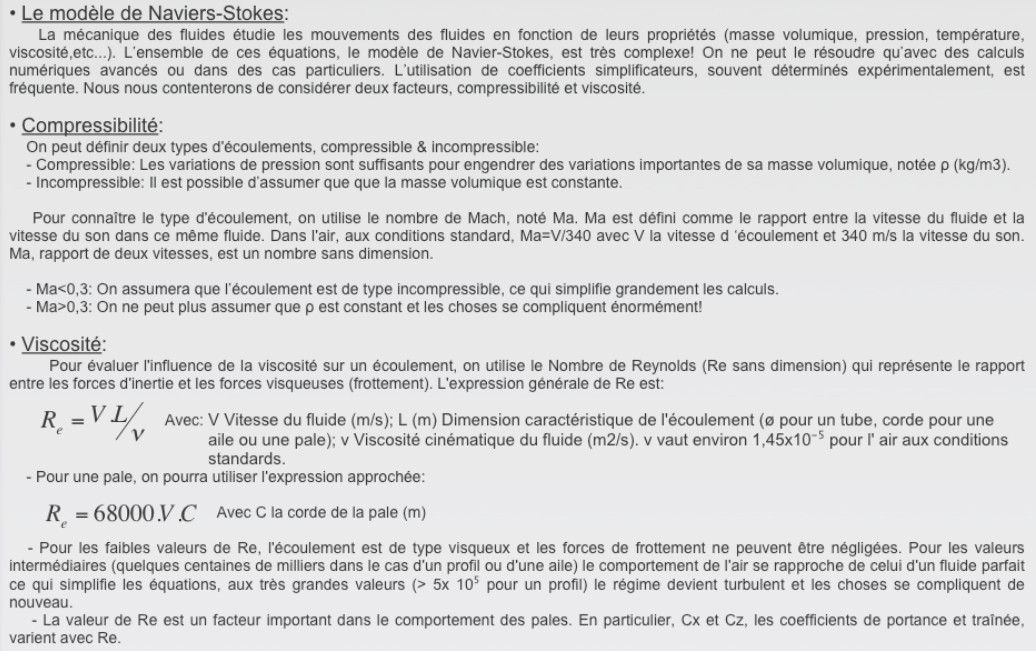 • Le modèle de Naviers-Stokes:
La mécanique des fluides étudie les mouvements des fluides en fonction de leurs propriétés (masse volumique, pression, température,
viscosité,etc...). L'ensemble de ces équations, le modèle de Navier-Stokes, est très complexe! On ne peut le résoudre qu'avec des calculs
numériques avancés ou dans des cas particuliers. L'utilisation de coefficients simplificateurs, souvent déterminés expérimentalement, est
fréquente. Nous nous contenterons de considérer deux facteurs, compressibilité et viscosité.
• Compressibilité:
On peut définir deux types d'écoulements, compressible & incompressible:
- Compressible: Les variations de pression sont suffisants pour engendrer des variations importantes de sa masse volumique, notée ρ (kg/m3).
- Incompressible: Il est possible d'assumer que que la masse volumique est constante.
Pour connaître le type d'écoulement, on utilise le nombre de Mach, noté Ma. Ma est défini comme le rapport entre la vitesse du fluide et la
vitesse du son dans ce même fluide. Dans l'air, aux conditions standard, Ma=V/340 avec V la vitesse d 'écoulement et 340 m/s la vitesse du son.
Ma, rapport de deux vitesses, est un nombre sans dimension.
- Ma<0,3: On assumera que l'écoulement est de type incompressible, ce qui simplifie grandement les calculs.
- Ma>0,3: On ne peut plus assumer que ρ est constant et les choses se compliquent énormément!
• Viscosité:
Pour évaluer l'influence de la viscosité sur un écoulement, on utilise le Nombre de Reynolds (Re sans dimension) qui représente le rapport
entre les forces d'inertie et les forces visqueuses (frottement). L'expression générale de Re est:
Re = V.L/ν Avec: V Vitesse du fluide (m/s); L (m) Dimension caractéristique de l'écoulement (ø pour un tube, corde pour une
aile ou une pale); ν Viscosité cinématique du fluide (m2/s). ν vaut environ 1,45x10⁻⁵ pour l' air aux conditions
standards.
- Pour une pale, on pourra utiliser l'expression approchée:
Re = 68000.V.C Avec C la corde de la pale (m)
- Pour les faibles valeurs de Re, l'écoulement est de type visqueux et les forces de frottement ne peuvent être négligées. Pour les valeurs
intermédiaires (quelques centaines de milliers dans le cas d'un profil ou d'une aile) le comportement de l'air se rapproche de celui d'un fluide parfait
ce qui simplifie les équations, aux très grandes valeurs (> 5x 10⁵ pour un profil) le régime devient turbulent et les choses se compliquent de
nouveau.
- La valeur de Re est un facteur important dans le comportement des pales. En particulier, Cx et Cz, les coefficients de portance et traînée,
varient avec Re.